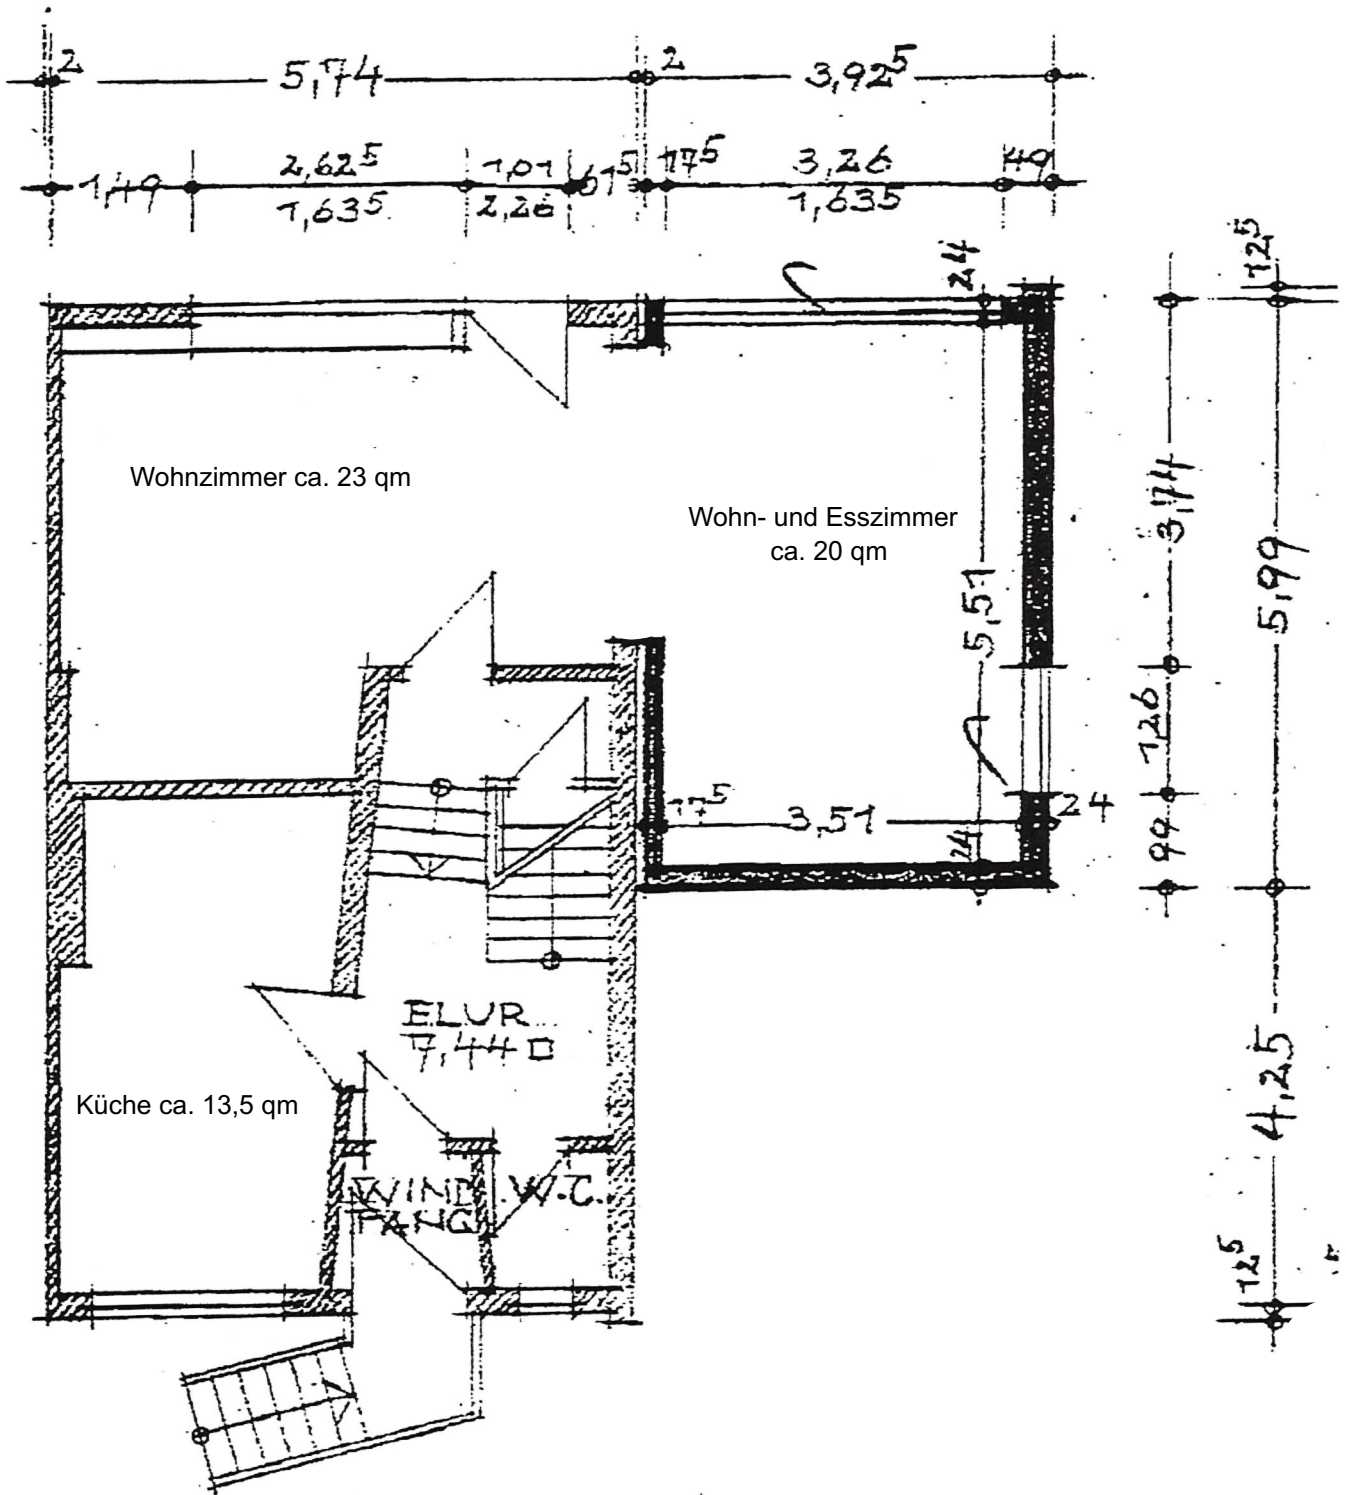 2 5,74 2 3,92⁵
1,49 2,62⁵ 1,01 61⁵ 17⁵ 3,26 49
1,63⁵ 2,26 1,635
24
12⁵
Wohnzimmer ca. 23 qm
Wohn- und Esszimmer
ca. 20 qm
3,74
5,51
5,99
1,26
17⁵ 3,51 24
24
99
FLUR
7,44
4,25
Küche ca. 13,5 qm
WIND W.C.
FANG
12⁵